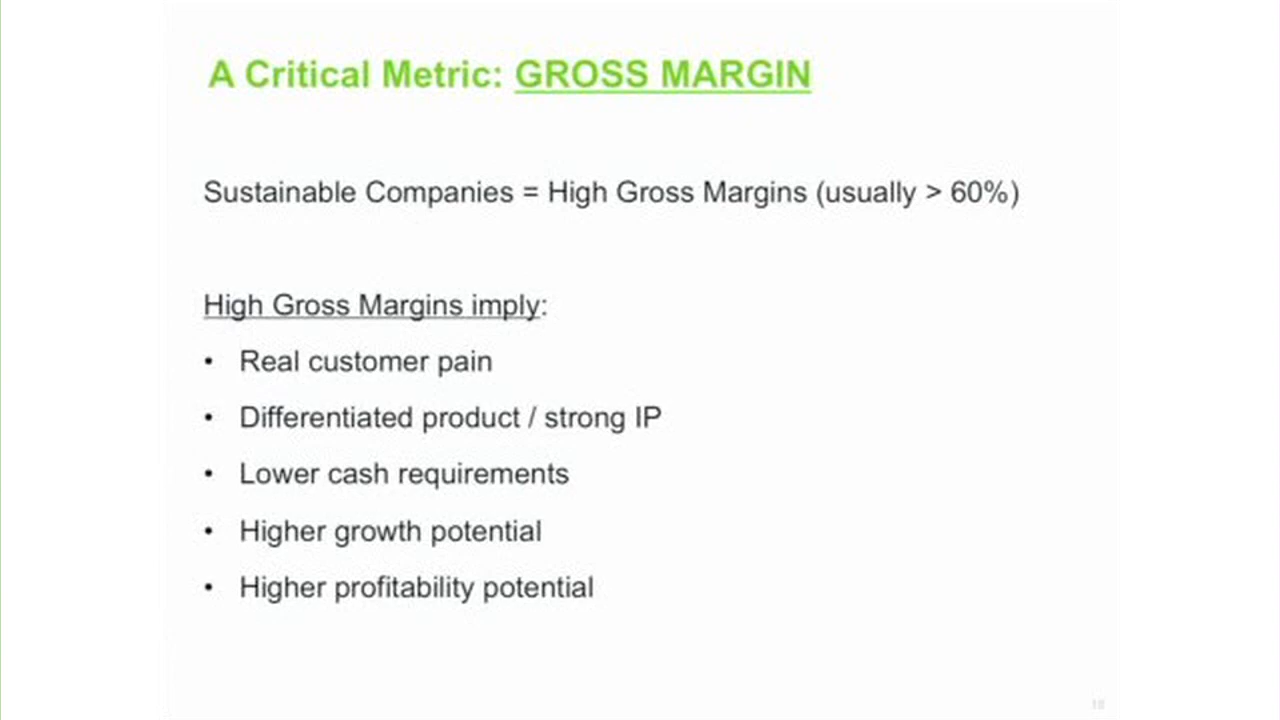 A Critical Metric: GROSS MARGIN
Sustainable Companies = High Gross Margins (usually > 60%)
High Gross Margins imply:
• Real customer pain
• Differentiated product / strong IP
• Lower cash requirements
• Higher growth potential
• Higher profitability potential